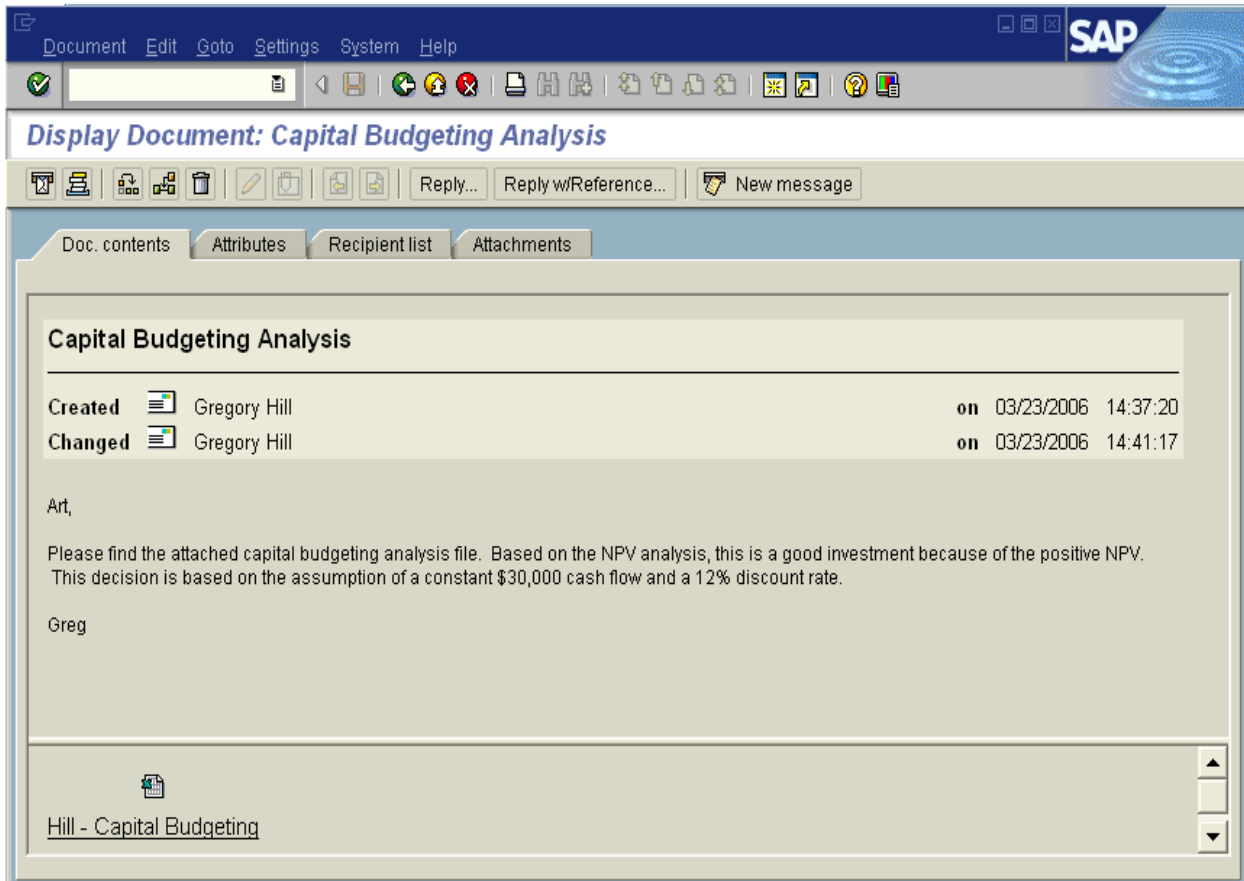 Document Edit Goto Settings System Help
SAP
Display Document: Capital Budgeting Analysis
Reply... Reply w/Reference... New message
Doc. contents Attributes Recipient list Attachments
Capital Budgeting Analysis
Created Gregory Hill on 03/23/2006 14:37:20
Changed Gregory Hill on 03/23/2006 14:41:17
Art,
Please find the attached capital budgeting analysis file. Based on the NPV analysis, this is a good investment because of the positive NPV.
This decision is based on the assumption of a constant $30,000 cash flow and a 12% discount rate.
Greg
Hill - Capital Budgeting